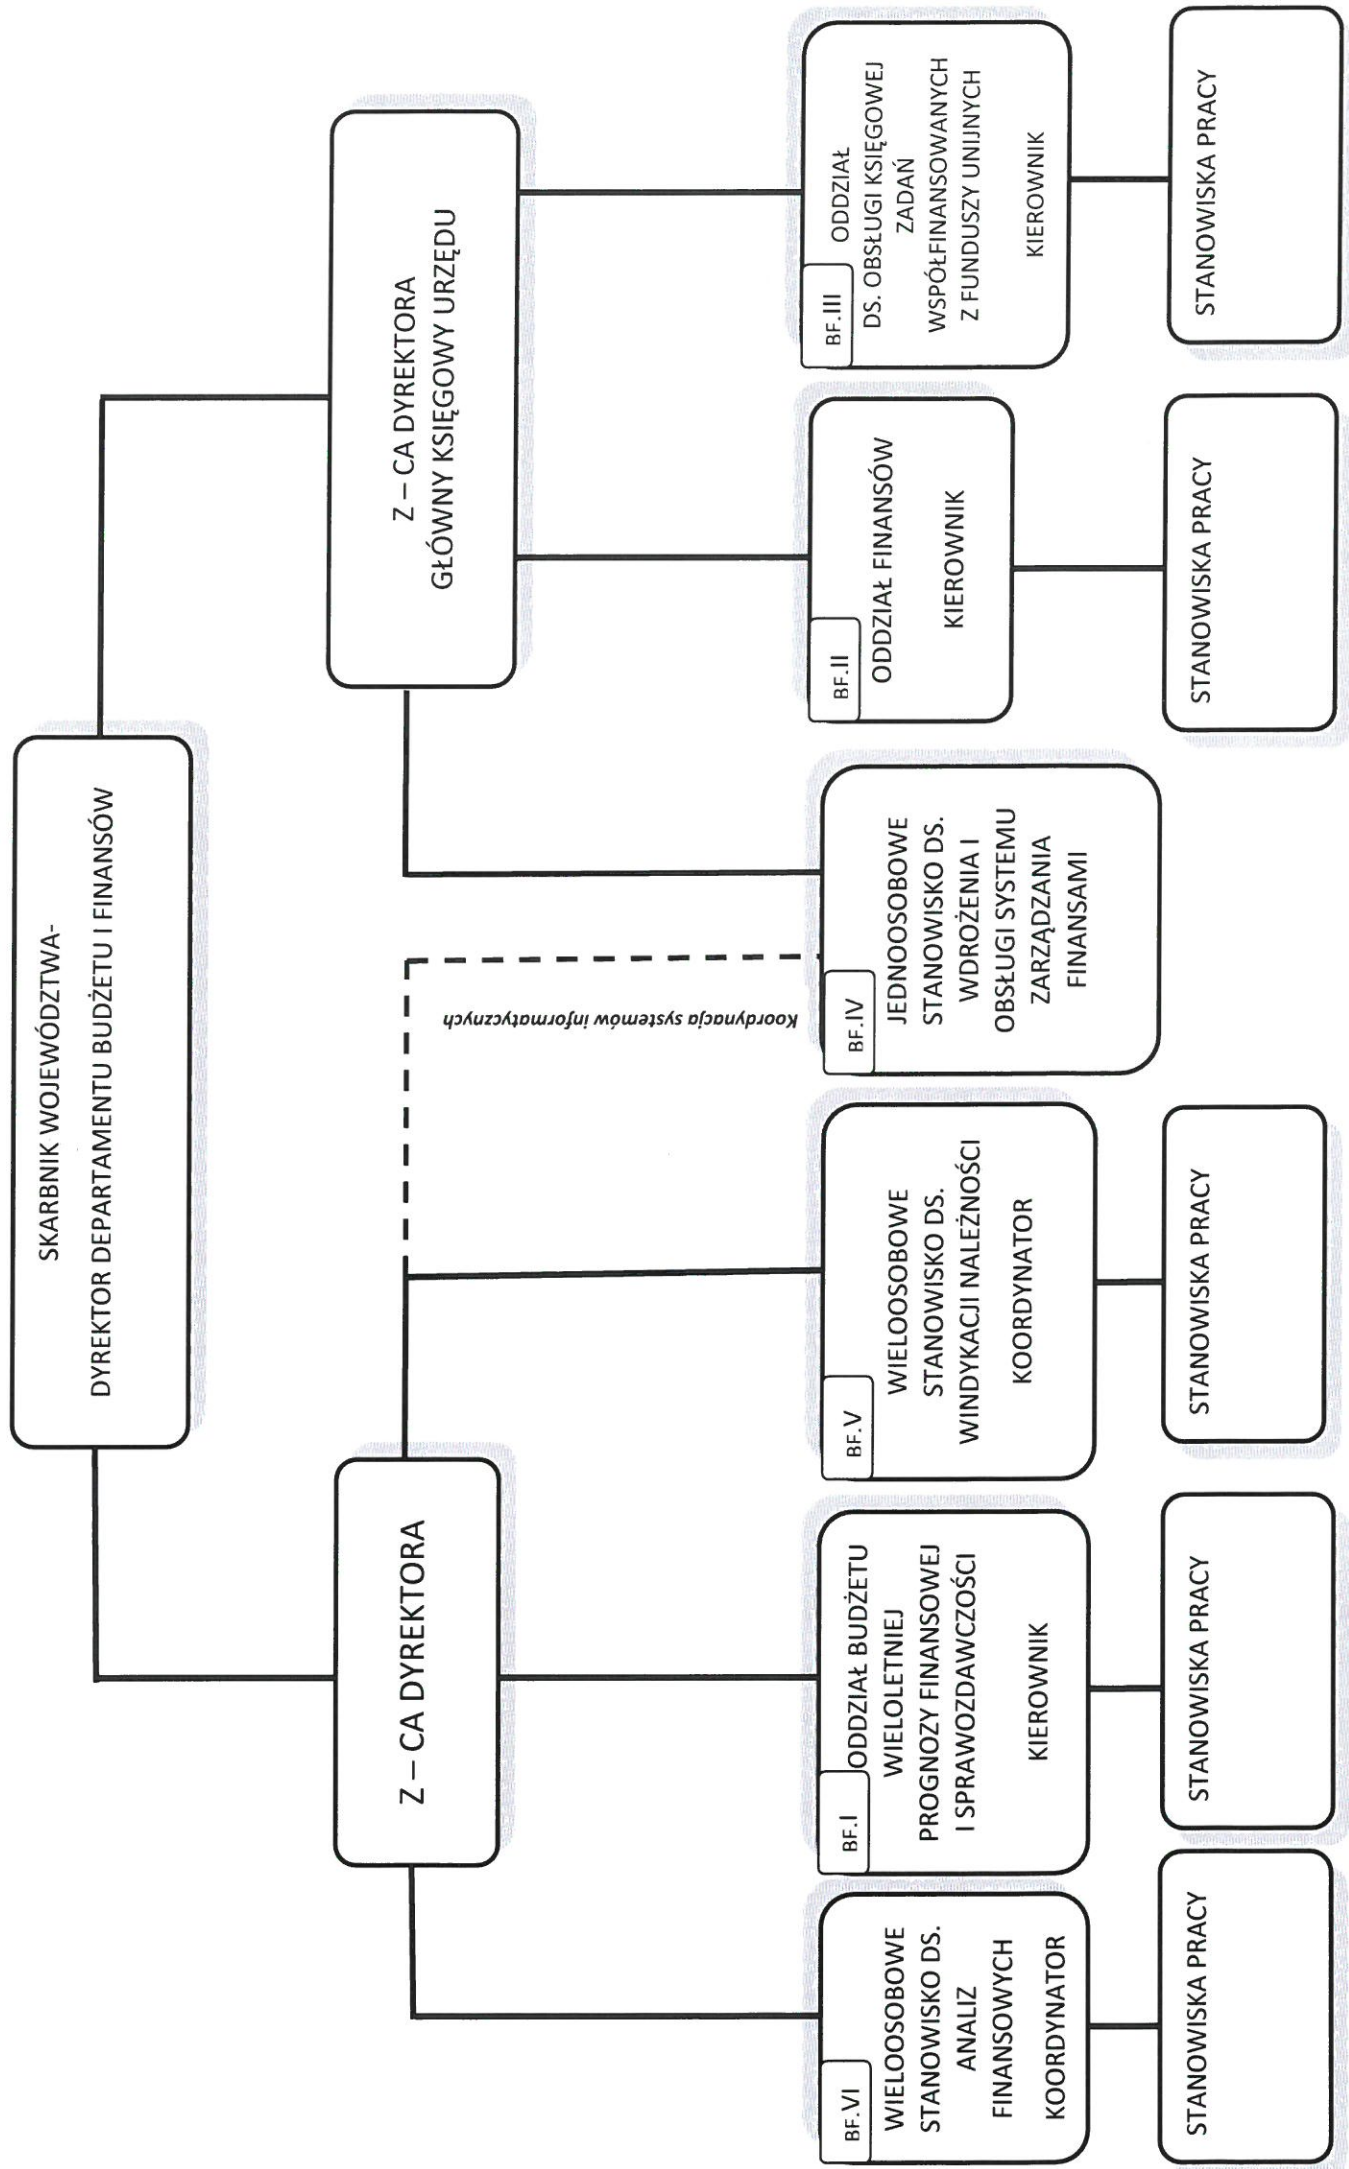 SKARBNIK WOJEWÓDZTWA-
DYREKTOR DEPARTAMENTU BUDŻETU I FINANSÓW
Z – CA DYREKTORA
Z – CA DYREKTORA
GŁÓWNY KSIĘGOWY URZĘDU
Koordynacja systemów informatycznych
BF.VI
WIELOOSOBOWE
STANOWISKO DS.
ANALIZ
FINANSOWYCH
KOORDYNATOR
BF.I
ODDZIAŁ BUDŻETU
WIELOLETNIEJ
PROGNOZY FINANSOWEJ
I SPRAWOZDAWCZOŚCI
KIEROWNIK
BF.V
WIELOOSOBOWE
STANOWISKO DS.
WINDYKACJI NALEŻNOŚCI
KOORDYNATOR
BF.IV
JEDNOOSOBOWE
STANOWISKO DS.
WDROŻENIA I
OBSŁUGI SYSTEMU
ZARZĄDZANIA
FINANSAMI
BF.II
ODDZIAŁ FINANSÓW
KIEROWNIK
BF.III
ODDZIAŁ
DS. OBSŁUGI KSIĘGOWEJ
ZADAŃ
WSPÓŁFINANSOWANYCH
Z FUNDUSZY UNIJNYCH
KIEROWNIK
STANOWISKA PRACY
STANOWISKA PRACY
STANOWISKA PRACY
STANOWISKA PRACY
STANOWISKA PRACY